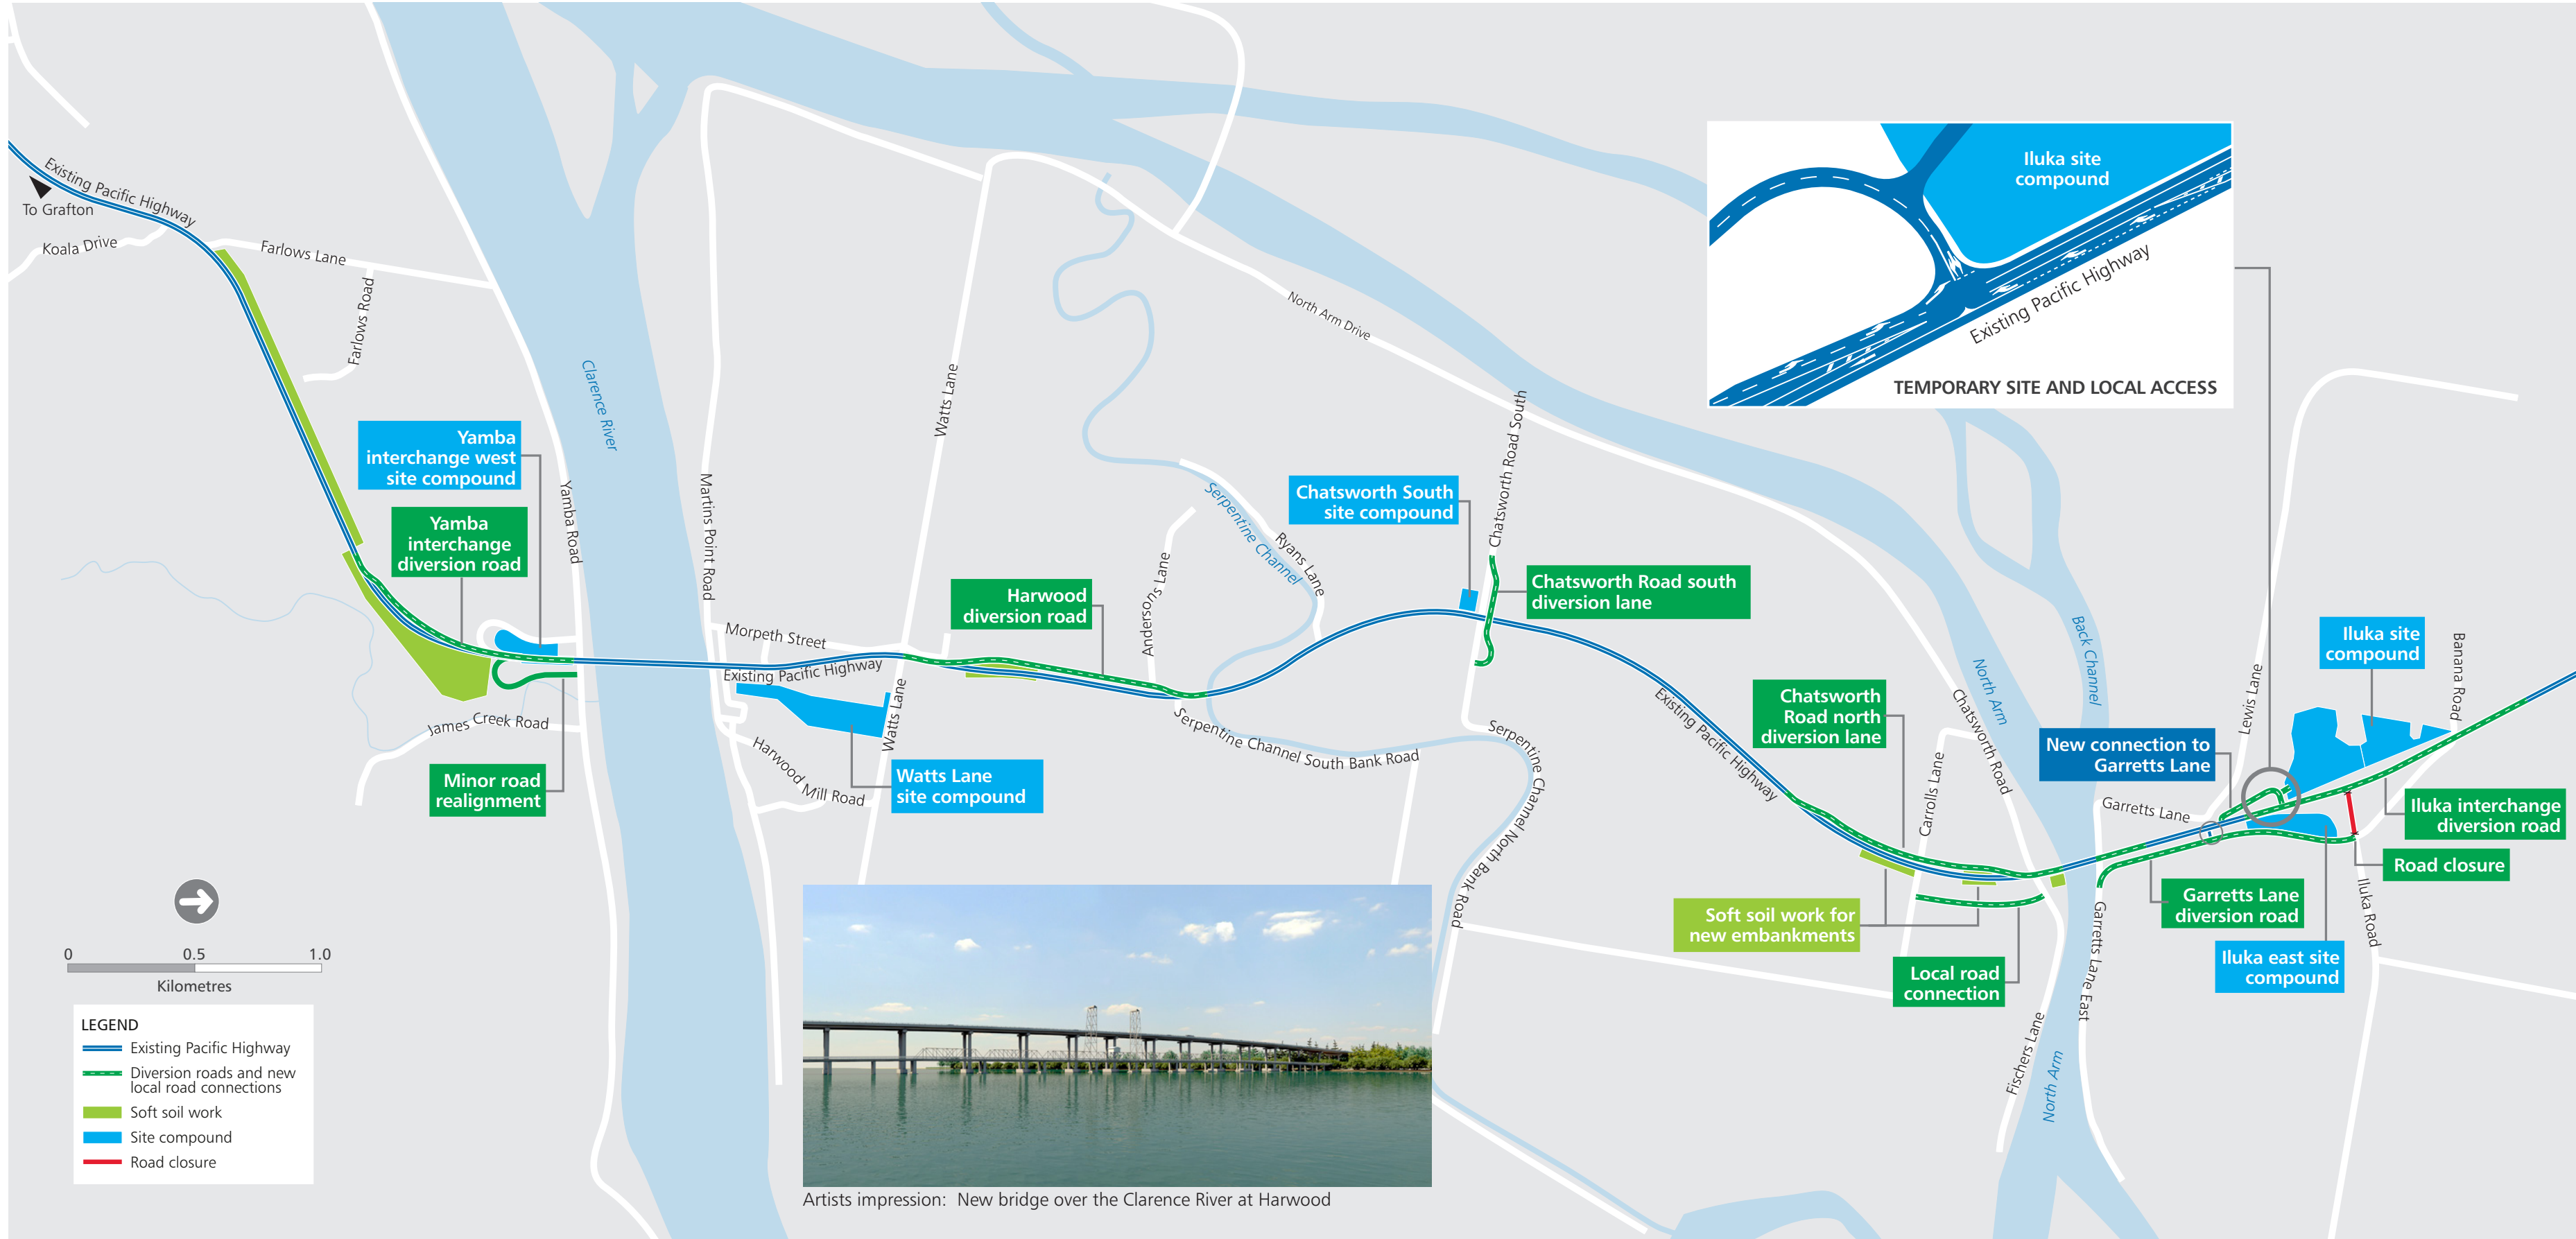 Existing Pacific Highway
To Grafton
Koala Drive
Farlows Lane
Farlows Road
Yamba
interchange west
site compound
Yamba
interchange
diversion road
Yamba Road
Clarence River
James Creek Road
Minor road
realignment
Martins Point Road
Morpeth Street
Existing Pacific Highway
Harwood Mill Road
Watts Lane
Watts Lane
Watts Lane
site compound
Harwood
diversion road
Andersons Lane
Serpentine Channel
Ryans Lane
Serpentine Channel South Bank Road
North Arm Drive
Chatsworth South
site compound
Chatsworth Road South
Chatsworth Road south
diversion lane
Serpentine Channel North Bank Road
Existing Pacific Highway
Iluka site
compound
Existing Pacific Highway
TEMPORARY SITE AND LOCAL ACCESS
Chatsworth
Road north
diversion lane
Carrolls Lane
Chatsworth Road
North Arm
Back Channel
Soft soil work for
new embankments
Local road
connection
Fischers Lane
North Arm
Garretts Lane East
New connection to
Garretts Lane
Garretts Lane
Lewis Lane
Iluka site
compound
Banana Road
Iluka interchange
diversion road
Road closure
Garretts Lane
diversion road
Iluka east site
compound
Iluka Road
0 0.5 1.0
Kilometres
LEGEND
Existing Pacific Highway
Diversion roads and new
local road connections
Soft soil work
Site compound
Road closure
Artists impression: New bridge over the Clarence River at Harwood